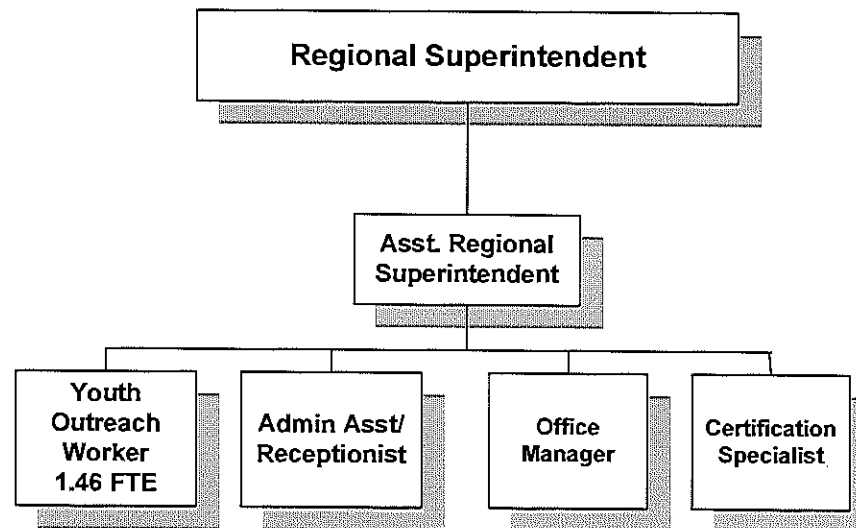 Regional Superintendent
Asst. Regional
Superintendent
Youth
Outreach
Worker
1.46 FTE
Admin Asst/
Receptionist
Office
Manager
Certification
Specialist